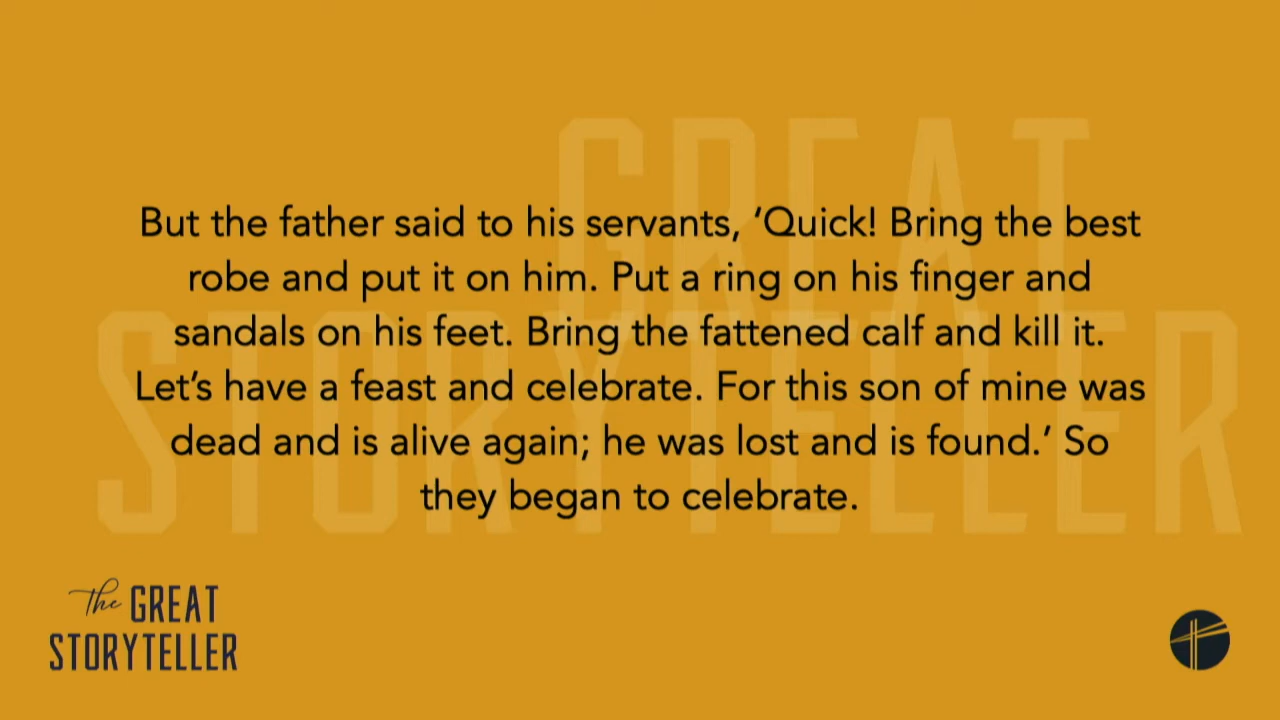 GREAT
STORYTELLER
But the father said to his servants, ‘Quick! Bring the best
robe and put it on him. Put a ring on his finger and
sandals on his feet. Bring the fattened calf and kill it.
Let’s have a feast and celebrate. For this son of mine was
dead and is alive again; he was lost and is found.’ So
they began to celebrate.
the GREAT
STORYTELLER